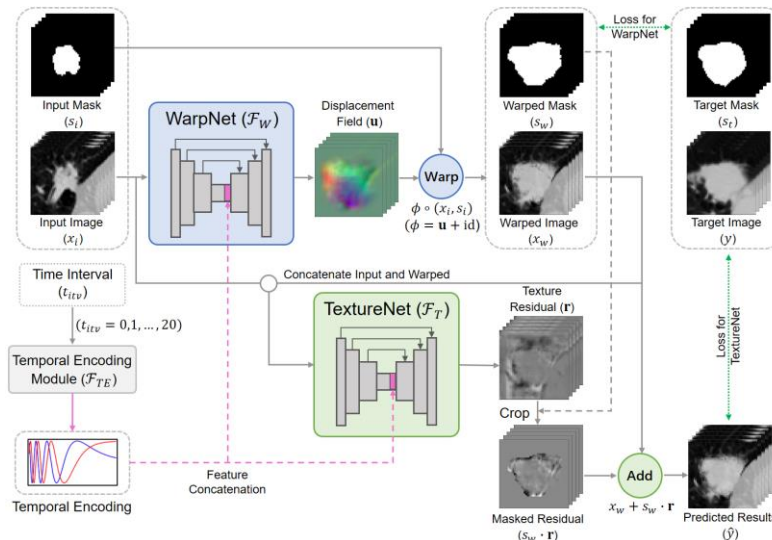 Input Mask
(s_i)
Input Image
(x_i)
WarpNet (ℱ_W)
Displacement
Field (u)
Warp
ϕ ∘ (x_i, s_i)
(ϕ = u + id)
Warped Mask
(s_w)
Warped Image
(x_w)
Loss for
WarpNet
Target Mask
(s_t)
Target Image
(y)
Time Interval
(t_itv)
(t_itv = 0,1, … , 20)
Temporal Encoding
Module (ℱ_TE)
Temporal Encoding
Concatenate Input and Warped
TextureNet (ℱ_T)
Feature
Concatenation
Texture
Residual (r)
Crop
Masked Residual
(s_w · r)
Add
x_w + s_w · r
Loss for
TextureNet
Predicted Results
(ŷ)